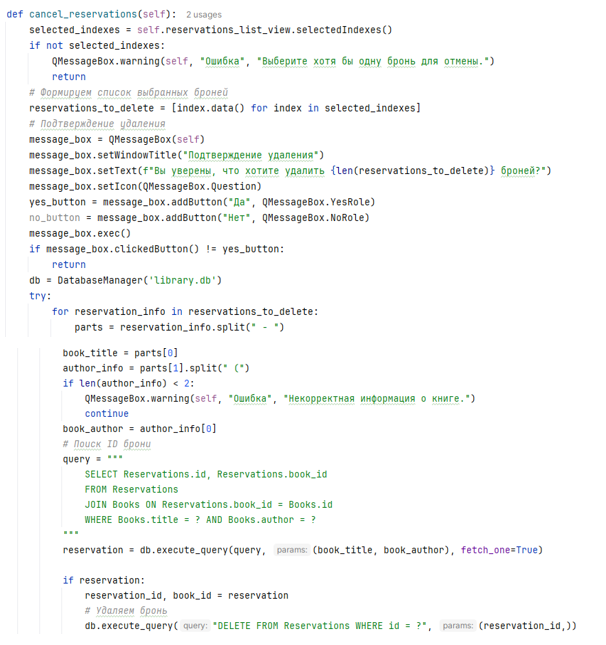 def cancel_reservations(self): 2 usages
    selected_indexes = self.reservations_list_view.selectedIndexes()
    if not selected_indexes:
        QMessageBox.warning(self, "Ошибка", "Выберите хотя бы одну бронь для отмены.")
        return
    # Формируем список выбранных броней
    reservations_to_delete = [index.data() for index in selected_indexes]
    # Подтверждение удаления
    message_box = QMessageBox(self)
    message_box.setWindowTitle("Подтверждение удаления")
    message_box.setText(f"Вы уверены, что хотите удалить {len(reservations_to_delete)} броней?")
    message_box.setIcon(QMessageBox.Question)
    yes_button = message_box.addButton("Да", QMessageBox.YesRole)
    no_button = message_box.addButton("Нет", QMessageBox.NoRole)
    message_box.exec()
    if message_box.clickedButton() != yes_button:
        return
    db = DatabaseManager('library.db')
    try:
        for reservation_info in reservations_to_delete:
            parts = reservation_info.split(" - ")
            book_title = parts[0]
            author_info = parts[1].split(" (")
            if len(author_info) < 2:
                QMessageBox.warning(self, "Ошибка", "Некорректная информация о книге.")
                continue
            book_author = author_info[0]
            # Поиск ID брони
            query = """
                SELECT Reservations.id, Reservations.book_id
                FROM Reservations
                JOIN Books ON Reservations.book_id = Books.id
                WHERE Books.title = ? AND Books.author = ?
            """
            reservation = db.execute_query(query, params: (book_title, book_author), fetch_one=True)
            if reservation:
                reservation_id, book_id = reservation
                # Удаляем бронь
                db.execute_query( query: "DELETE FROM Reservations WHERE id = ?", params: (reservation_id,))